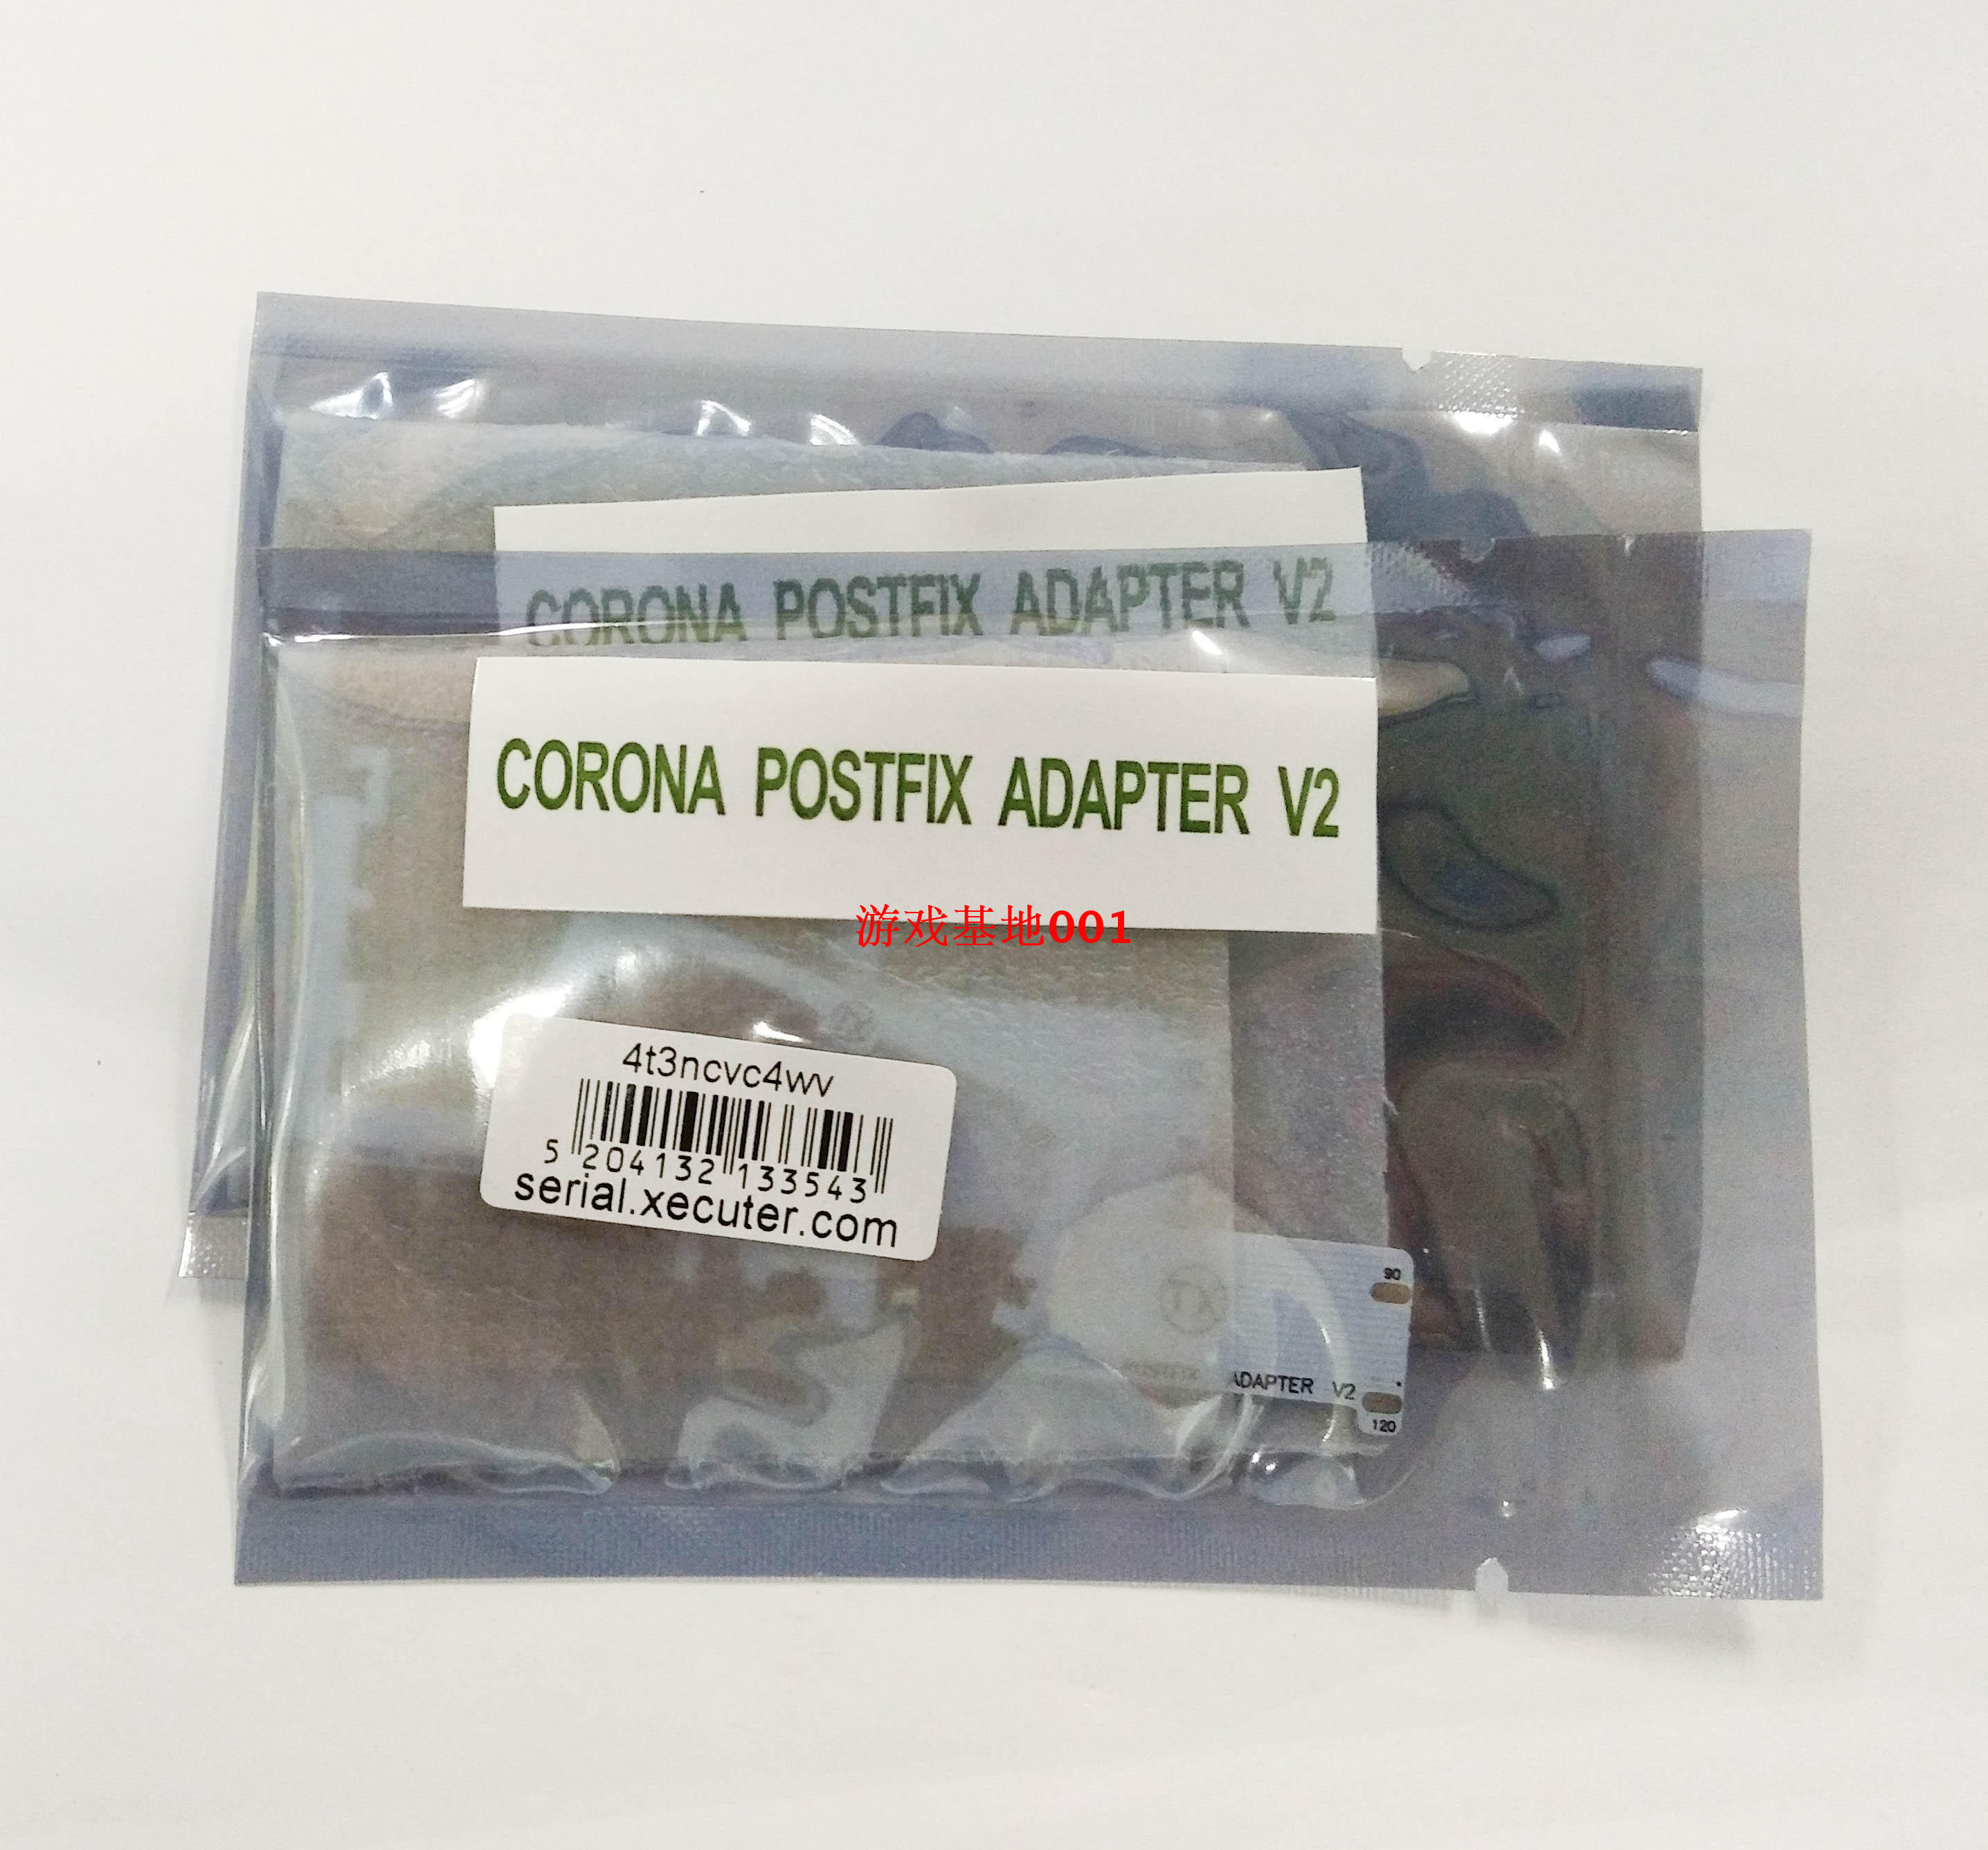 CORONA POSTFIX ADAPTER V2
CORONA POSTFIX ADAPTER V2
游戏基地001
4t3ncvc4wv
5 204132 133543
serial.xecuter.com
TX
90
ADAPTER V2
120